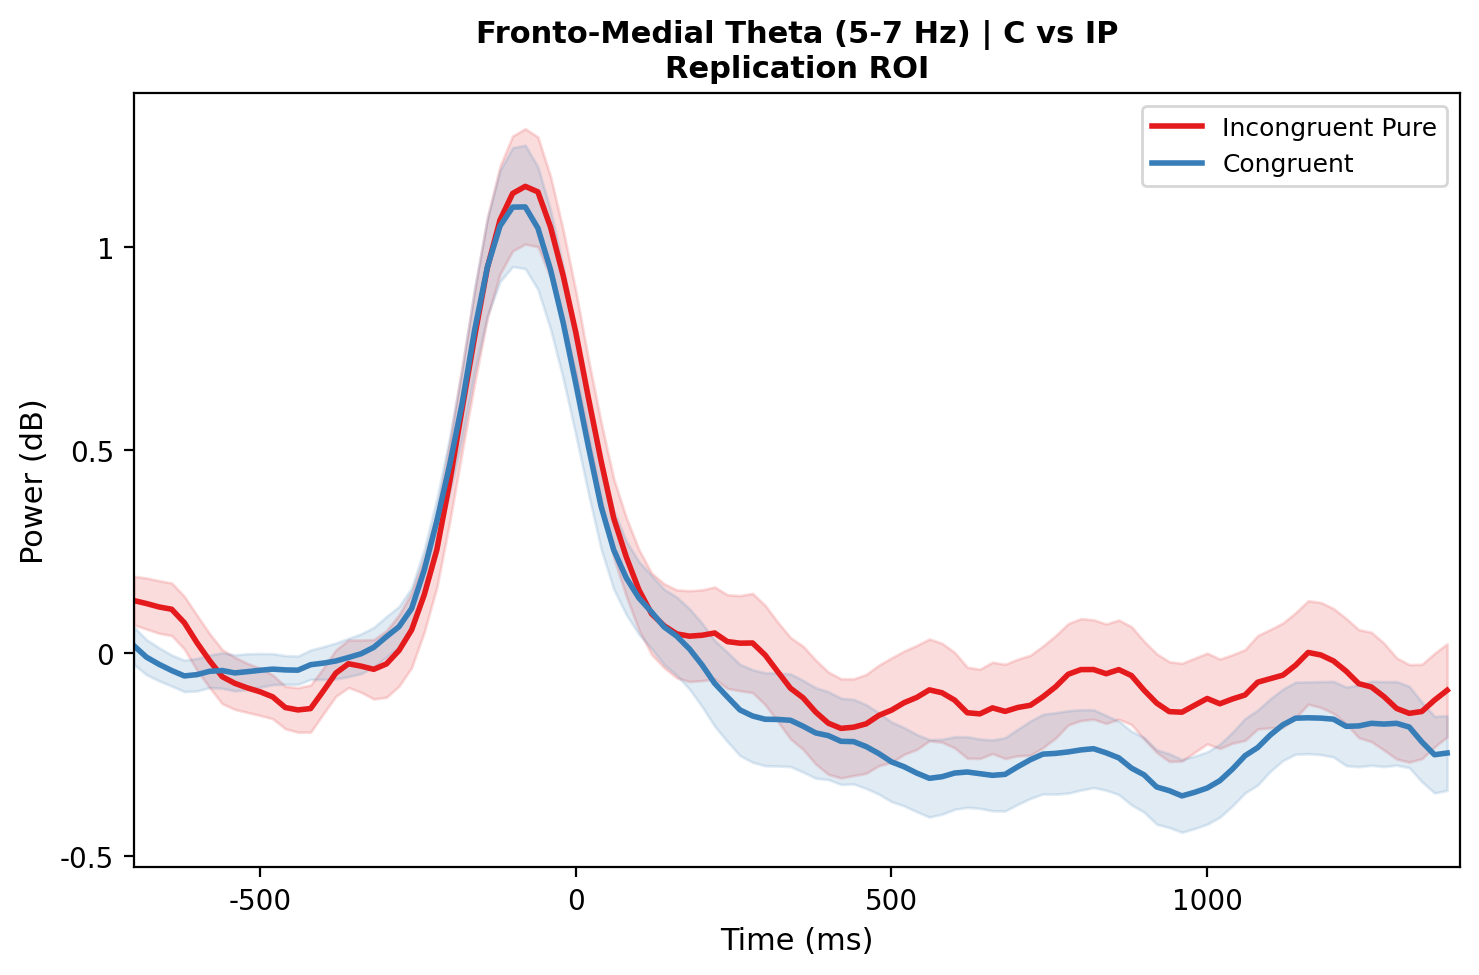 Fronto-Medial Theta (5-7 Hz) | C vs IP
Replication ROI
Incongruent Pure
Congruent
Power (dB)
1
0.5
0
-0.5
-500
0
500
1000
Time (ms)